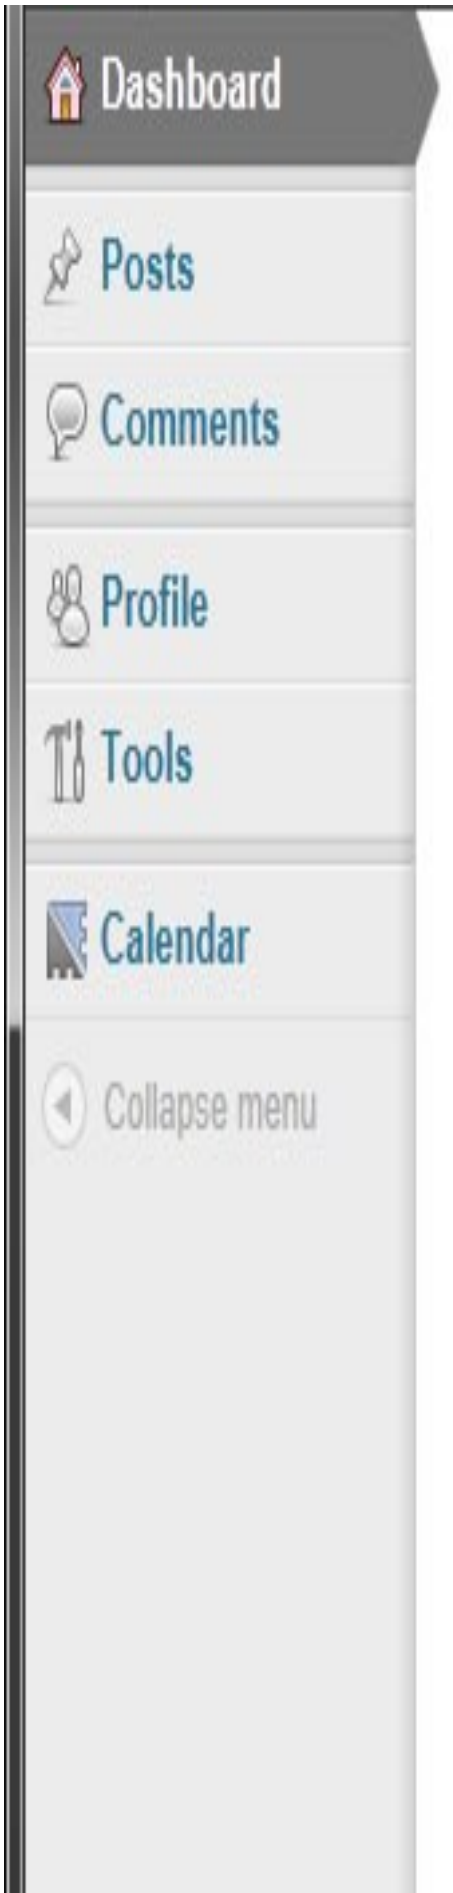 Dashboard
Posts
Comments
Profile
Tools
Calendar
Collapse menu